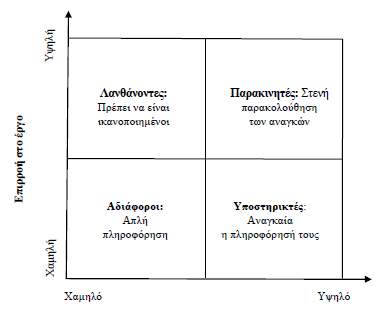 Υψηλή
Λανθάνοντες:
Πρέπει να είναι
ικανοποιημένοι
Παρακινητές: Στενή
παρακολούθηση
των αναγκών
Επιρροή στο έργο
Αδιάφοροι:
Απλή
πληροφόρηση
Υποστηρικτές:
Αναγκαία
η πληροφόρησή τους
Χαμηλή
Χαμηλό
Υψηλό